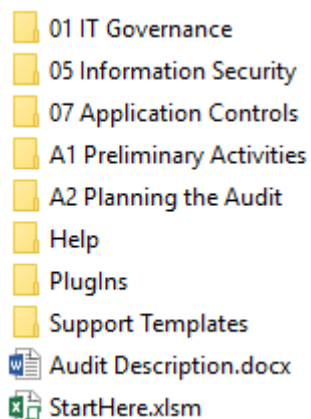 01 IT Governance
05 Information Security
07 Application Controls
A1 Preliminary Activities
A2 Planning the Audit
Help
PlugIns
Support Templates
Audit Description.docx
StartHere.xlsm